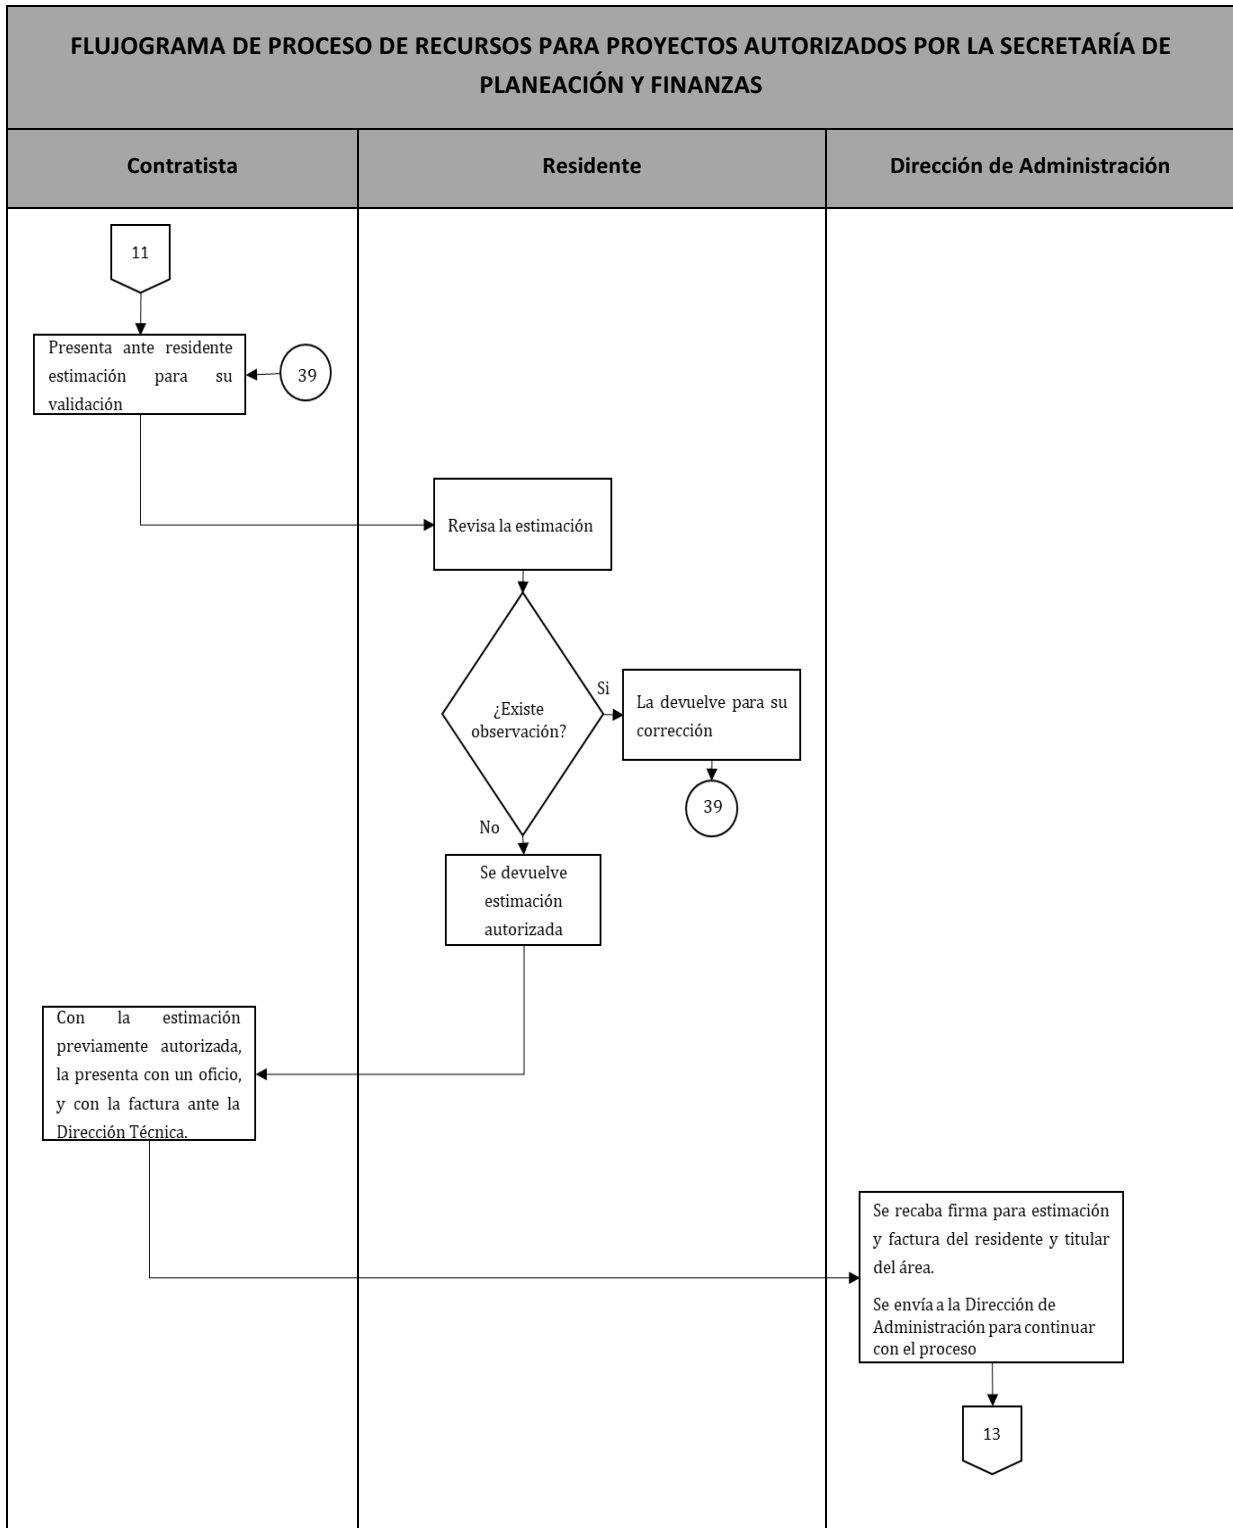 FLUJOGRAMA DE PROCESO DE RECURSOS PARA PROYECTOS AUTORIZADOS POR LA SECRETARÍA DE
PLANEACIÓN Y FINANZAS
Contratista
Residente
Dirección de Administración
11
Presenta ante residente
estimación para su
validación
39
Revisa la estimación
¿Existe
observación?
Si
La devuelve para su
corrección
39
No
Se devuelve
estimación
autorizada
Con la estimación
previamente autorizada,
la presenta con un oficio,
y con la factura ante la
Dirección Técnica.
Se recaba firma para estimación
y factura del residente y titular
del área.
Se envía a la Dirección de
Administración para continuar
con el proceso
13